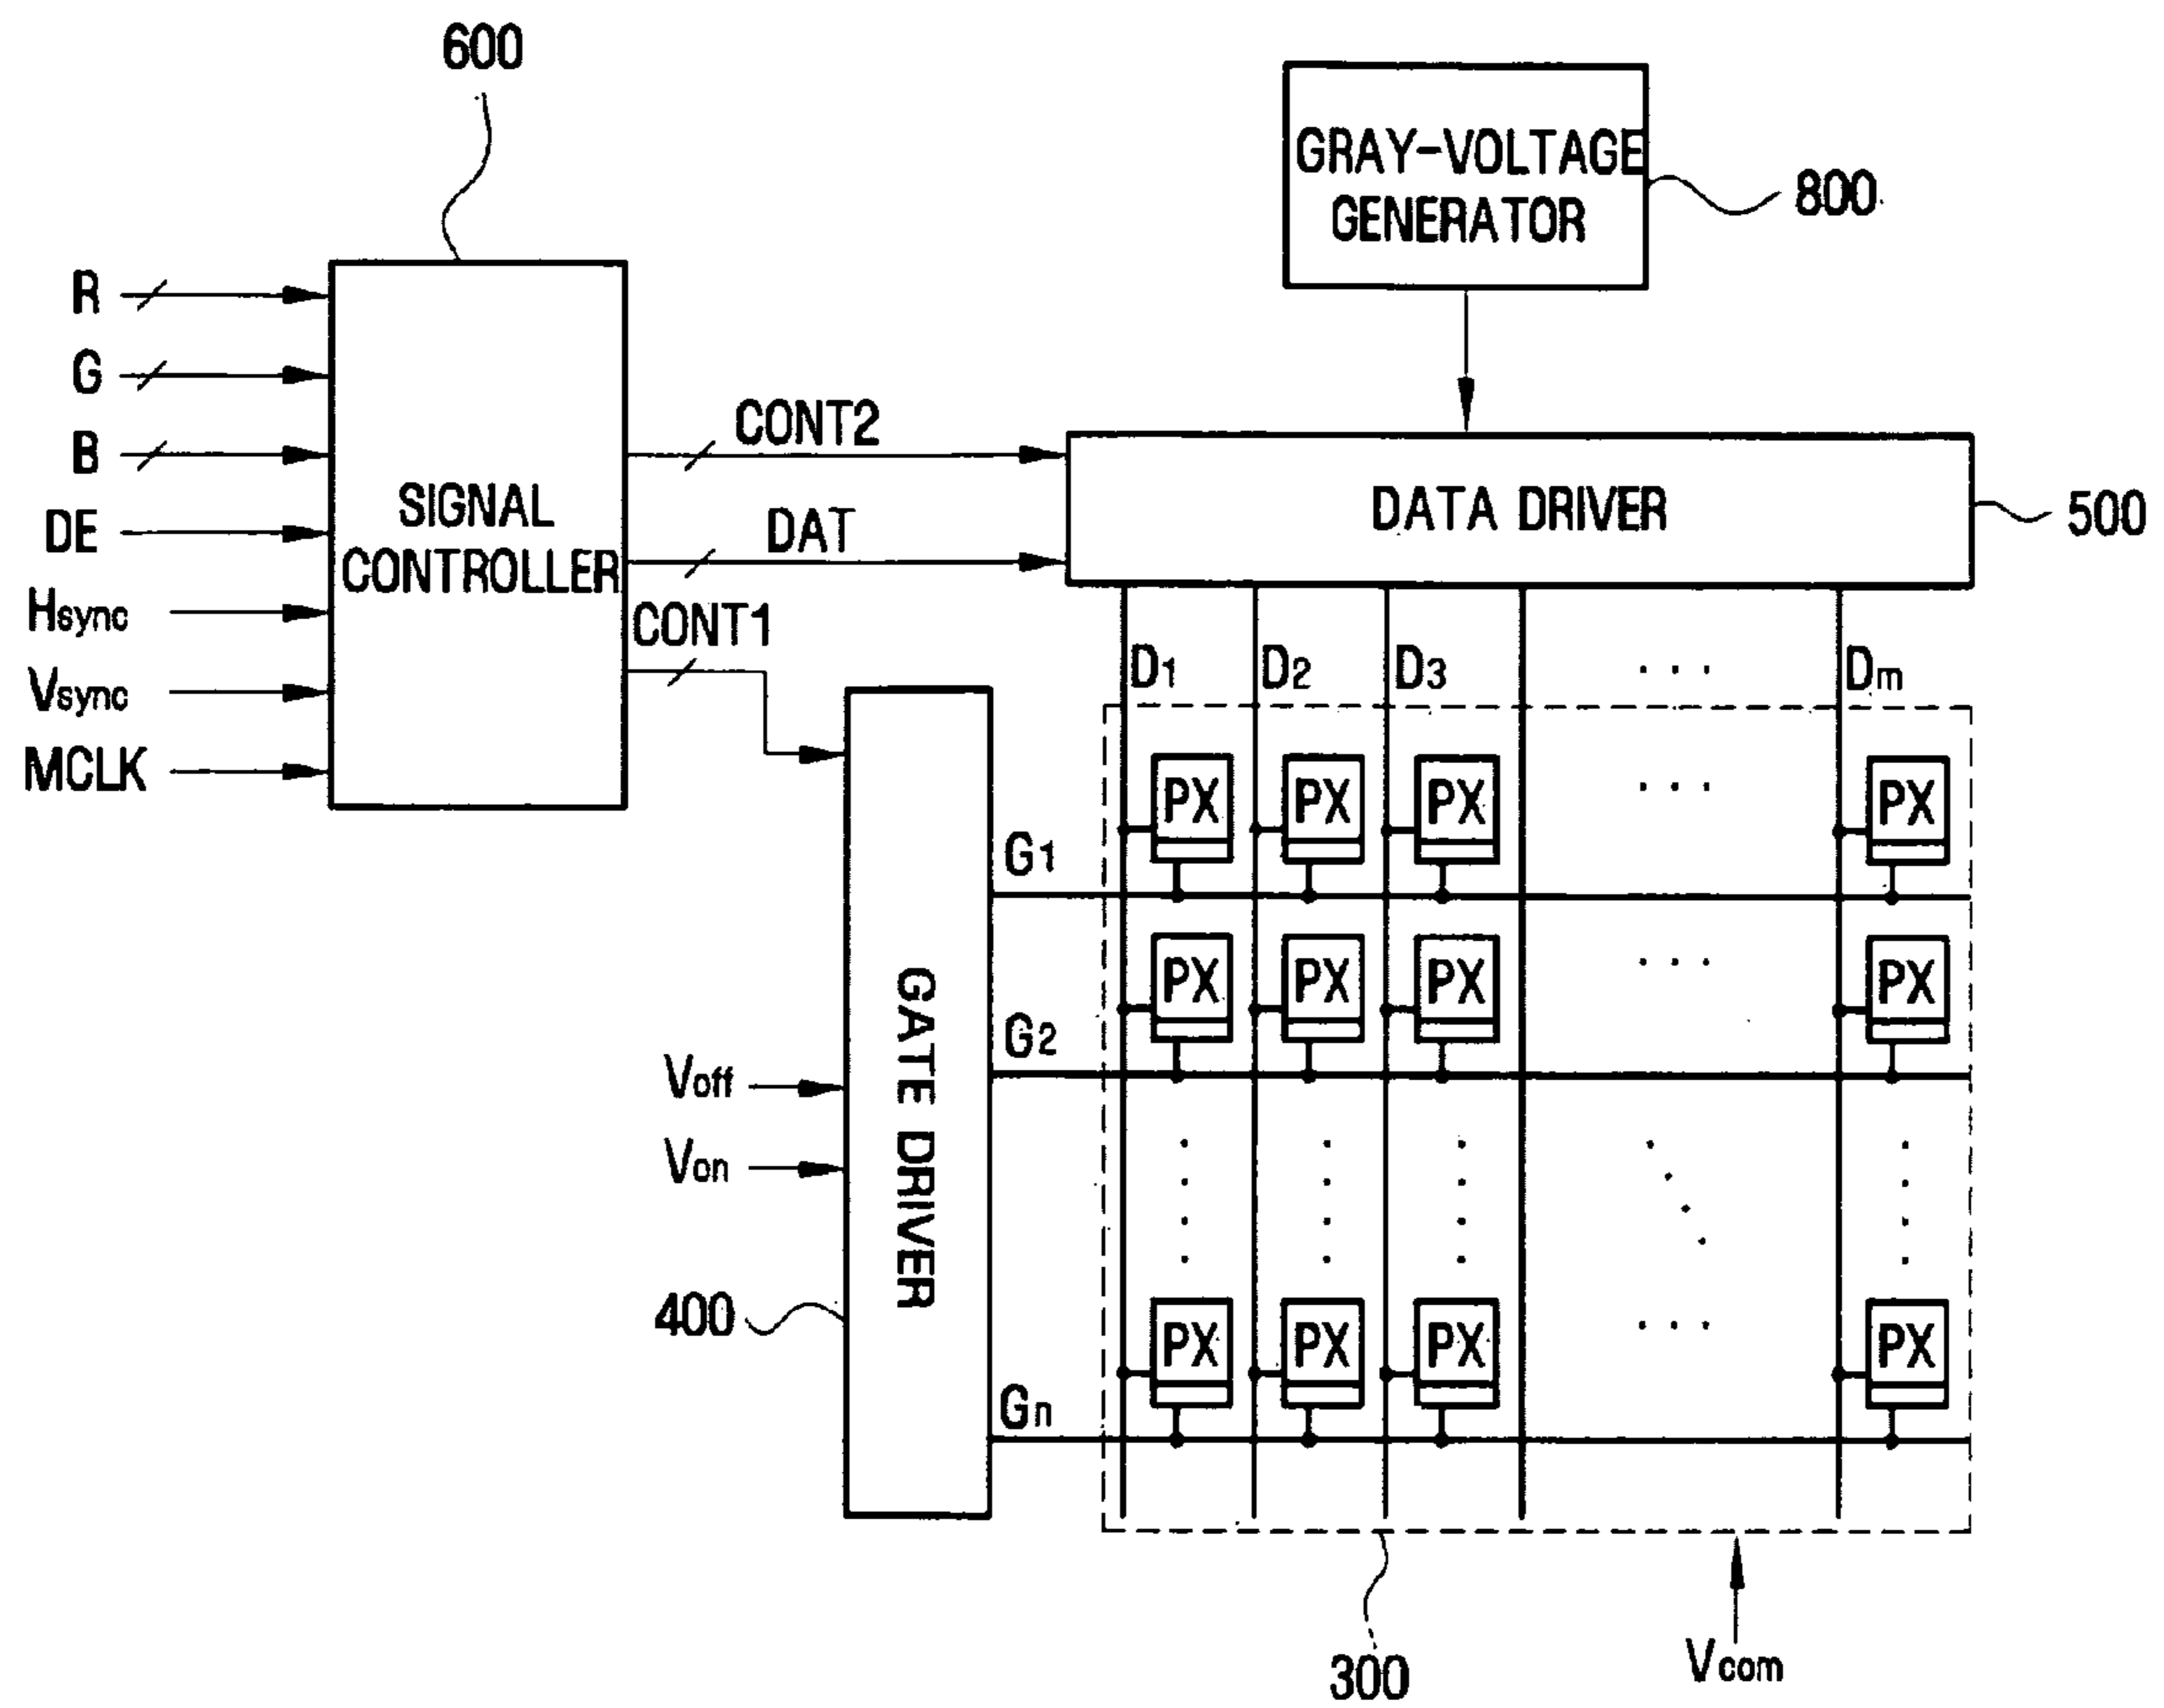 600
GRAY-VOLTAGE
GENERATOR
800
R
G
B
DE
Hsync
Vsync
MCLK
SIGNAL
CONTROLLER
CONT2
DAT
CONT1
DATA DRIVER
500
D1 D2 D3 ... Dm
PX PX PX ... PX
G1
PX PX PX ... PX
G2
Voff
Von
GATE DRIVER
400
PX PX PX ... PX
Gn
300
Vcom